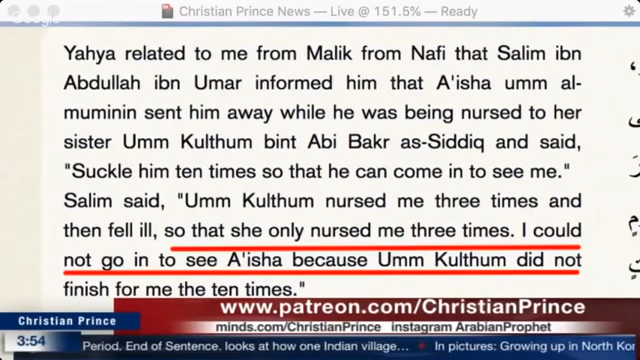 Christian Prince News — Live @ 151.5% — Ready
Google
Yahya related to me from Malik from Nafi that Salim ibn
Abdullah ibn Umar informed him that A'isha umm al-
muminin sent him away while he was being nursed to her
sister Umm Kulthum bint Abi Bakr as-Siddiq and said,
"Suckle him ten times so that he can come in to see me."
Salim said, "Umm Kulthum nursed me three times and
then fell ill, so that she only nursed me three times. I could
not go in to see A'isha because Umm Kulthum did not
finish for me the ten times."
www.patreon.com/ChristianPrince
Christian Prince
minds.com/ChristianPrince instagram ArabianProphet
3:54
Period. End of Sentence. looks at how one Indian village... In pictures: Growing up in North Kor